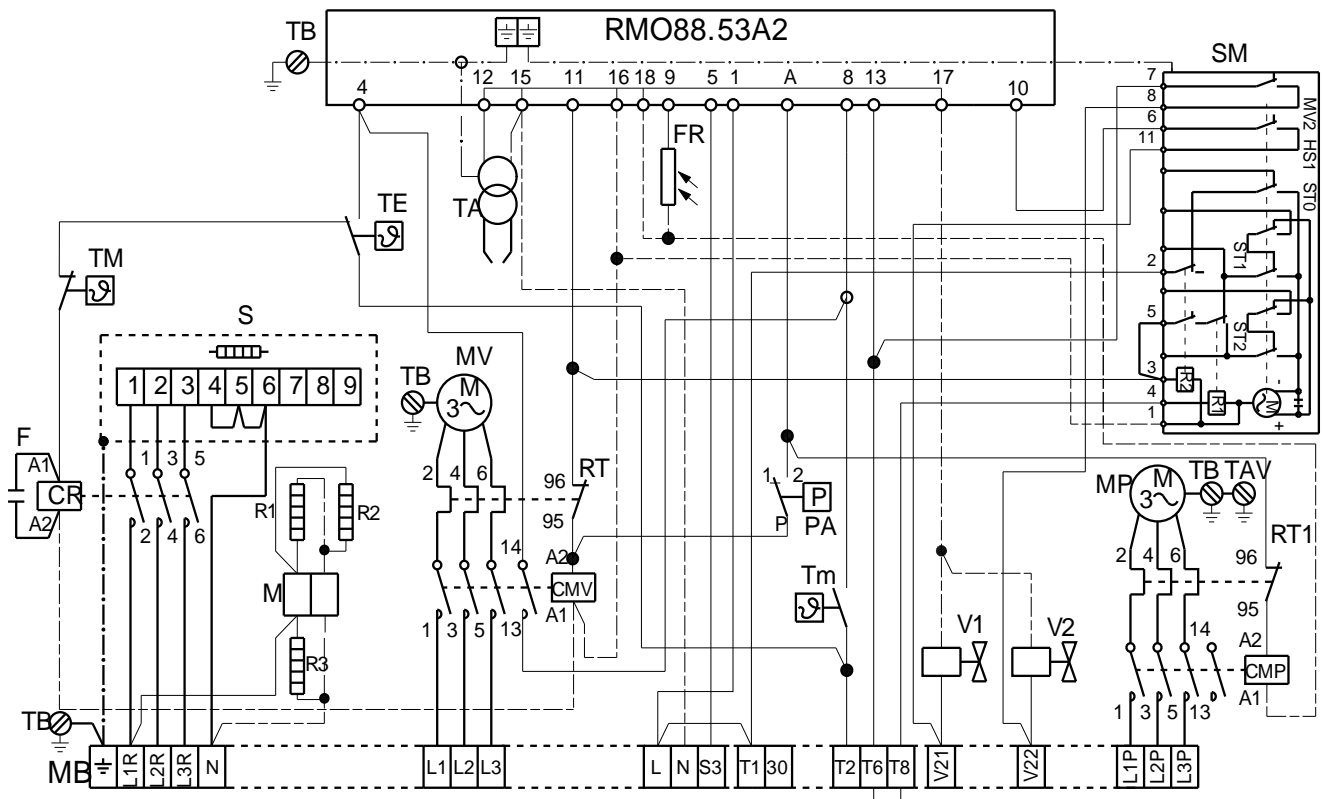 RMO88.53A2
TB
SM
4 12 15 11 16 18 9 5 1 A 8 13 17 10
7
8
6
11
MV2 HS1 ST0
FR
TE
ϑ
TA
TM
ϑ
2
ST1
5
ST2
S
3
R2
4
R1
M
-
+
1
1 2 3 4 5 6 7 8 9
TB
MV
M
3~
F
A1
CR
A2
1 3 5
2 4 6
R1
R2
M
R3
2 4 6
96
RT
95
14
A2
CMV
A1
1 3 5 13
1 2
P
P
PA
Tm
ϑ
V1
V2
MP
M
3~
TB TAV
2 4 6
96
RT1
95
14
A2
CMP
A1
1 3 5 13
TB
MB
L1R L2R L3R N
L1 L2 L3
L N S3
T1 30
T2 T6 T8
V21
V22
L1P L2P L3P